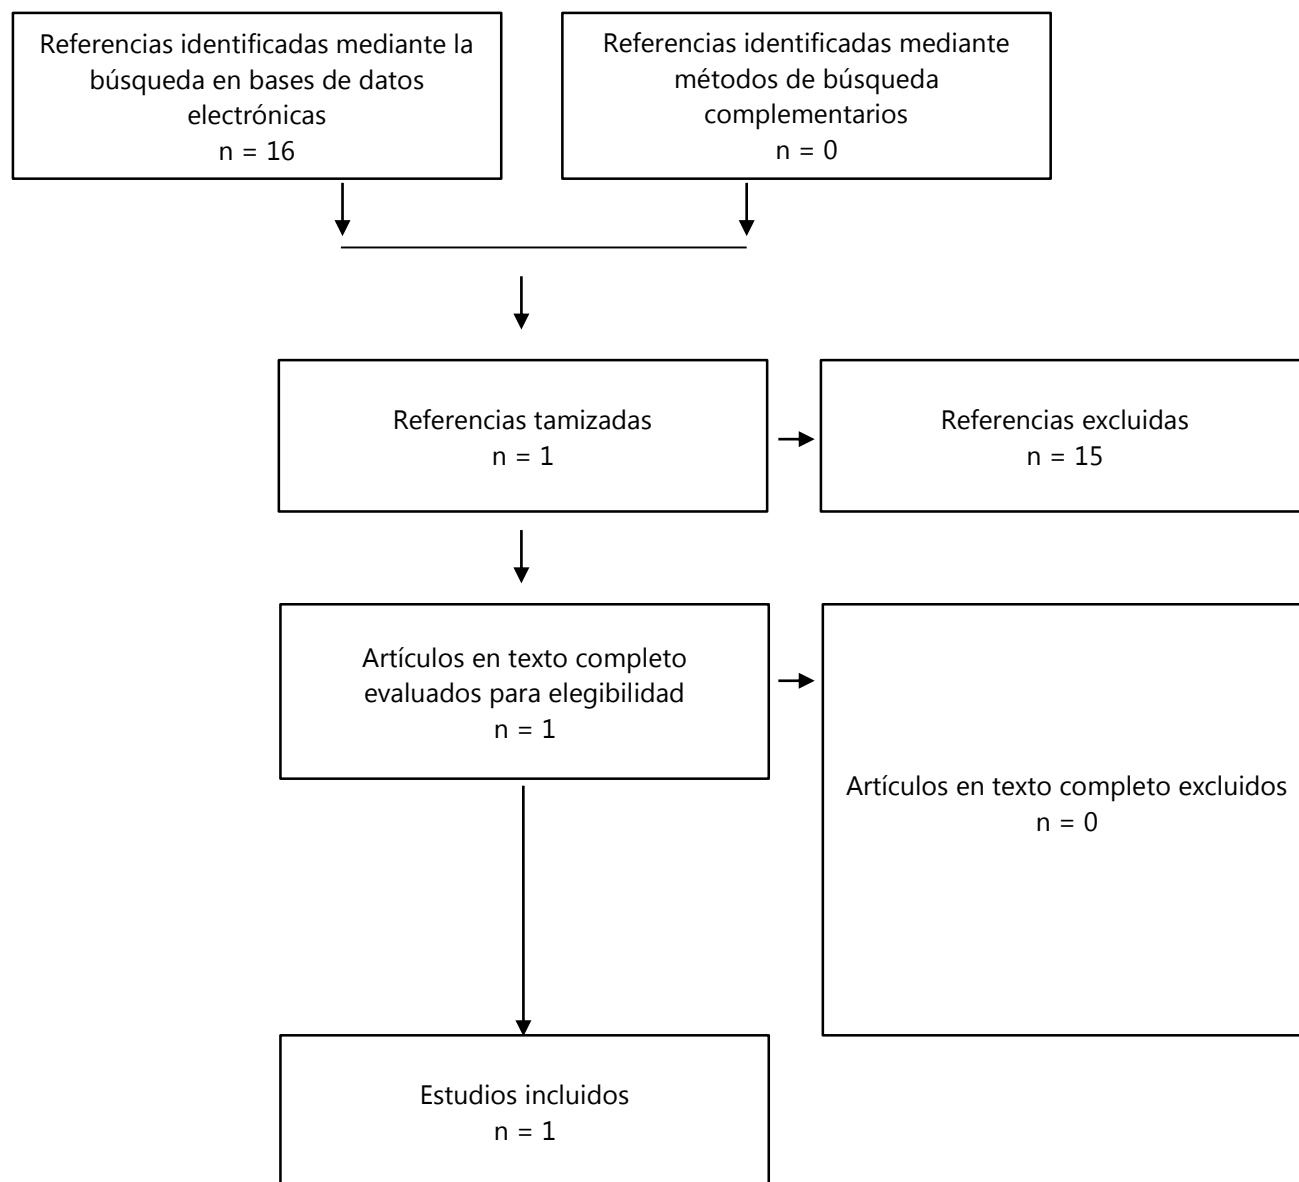 Referencias identificadas mediante la
búsqueda en bases de datos
electrónicas
n = 16
Referencias identificadas mediante
métodos de búsqueda
complementarios
n = 0
Referencias tamizadas
n = 1
Referencias excluidas
n = 15
Artículos en texto completo
evaluados para elegibilidad
n = 1
Artículos en texto completo excluidos
n = 0
Estudios incluidos
n = 1